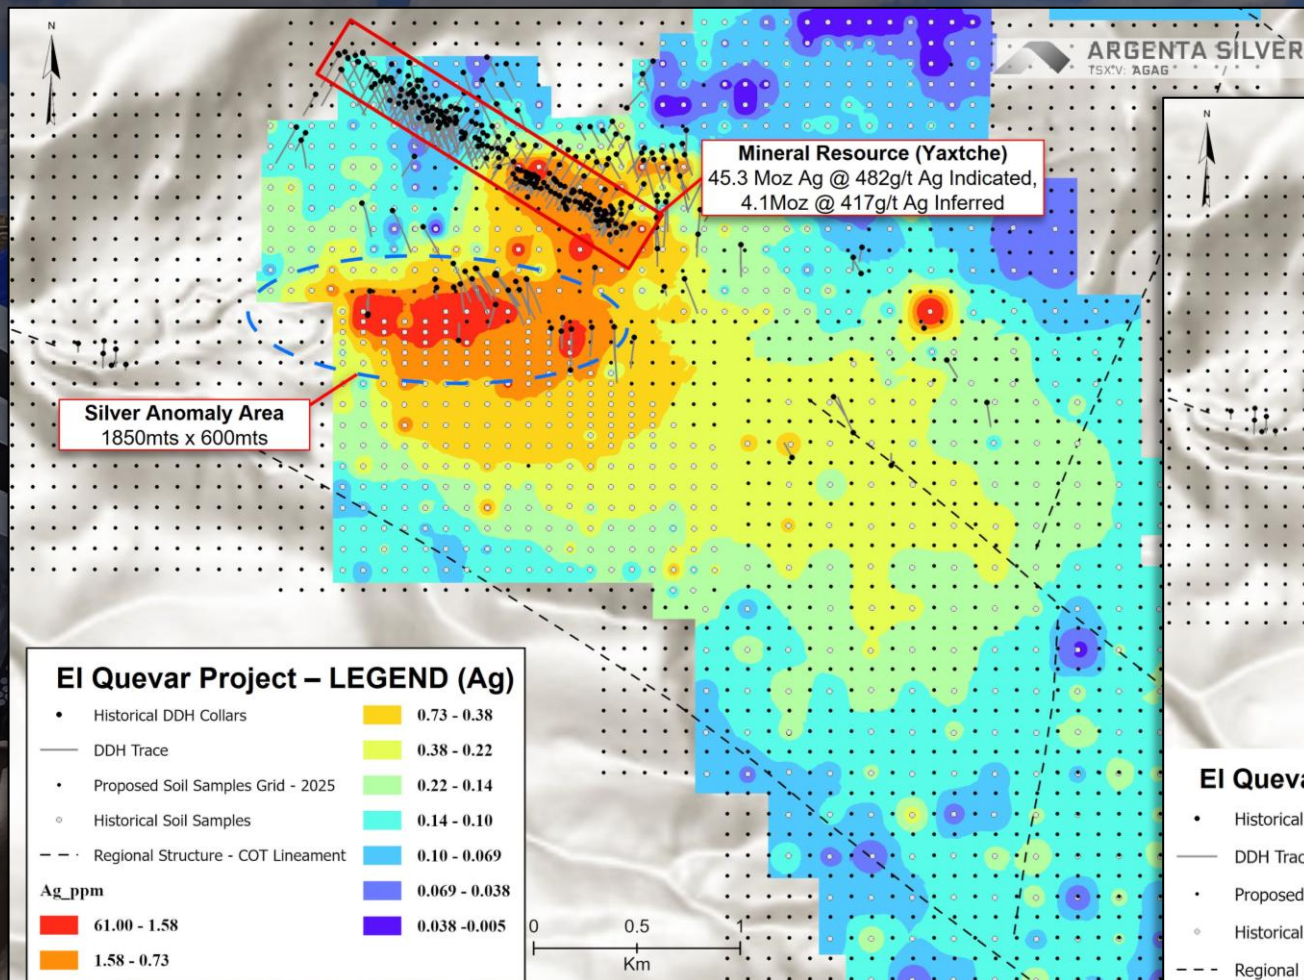 N
ARGENTA SILVER
TSX.V: AGAG
N
Mineral Resource (Yaxtche)
45.3 Moz Ag @ 482g/t Ag Indicated,
4.1Moz @ 417g/t Ag Inferred
Silver Anomaly Area
1850mts x 600mts
El Quevar Project – LEGEND (Ag)
Historical DDH Collars
DDH Trace
Proposed Soil Samples Grid - 2025
Historical Soil Samples
Regional Structure - COT Lineament
Ag_ppm
61.00 - 1.58
1.58 - 0.73
0.73 - 0.38
0.38 - 0.22
0.22 - 0.14
0.14 - 0.10
0.10 - 0.069
0.069 - 0.038
0.038 -0.005
0 0.5 1
Km
El Queva
Historical
DDH Trac
Proposed
Historical
Regional